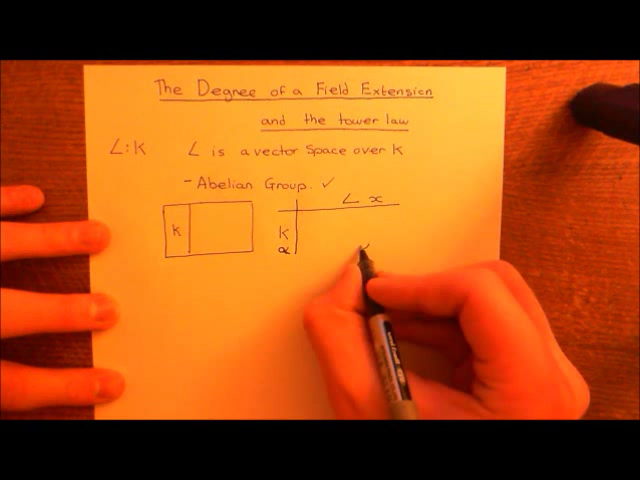 The Degree of a Field Extension
and the tower law
L:K L is a vector Space over K
- Abelian Group. ✓
L x
K K
α